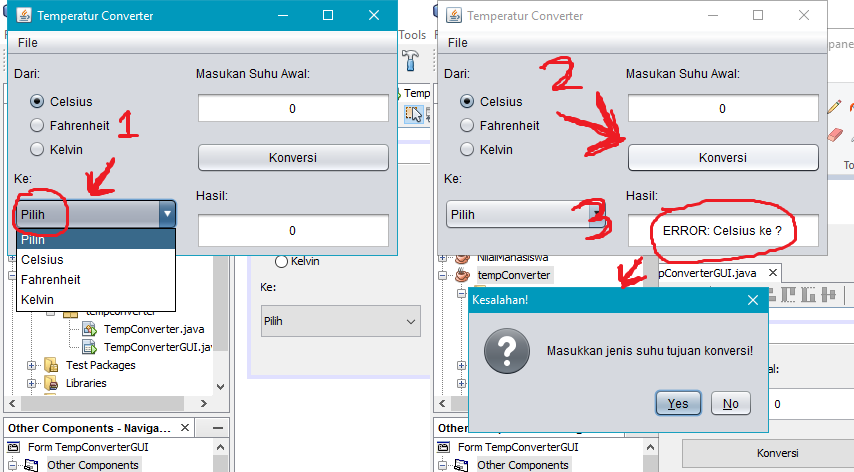 Temperatur Converter
File
Dari:
Masukan Suhu Awal:
Celsius
0
Fahrenheit
1
Kelvin
Konversi
Ke:
Hasil:
Pilih
0
Pilih
Celsius
Fahrenheit
Kelvin
Tools
Temp
Kelvin
Ke:
Pilih
tempConverter
TempConverter.java
TempConverterGUI.java
Test Packages
Libraries
Other Components - Naviga...
Form TempConverterGUI
Other Components
Temperatur Converter
File
Dari:
Masukan Suhu Awal:
2
Celsius
0
Fahrenheit
Kelvin
Konversi
Ke:
Hasil:
Pilih
3
ERROR: Celsius ke ?
NilaiMahasiswa
tempConverter
pConverterGUI.java
Kesalahan!
Masukkan jenis suhu tujuan konversi!
Yes
No
al:
0
Other Components - Naviga...
Form TempConverterGUI
Other Components
Konversi